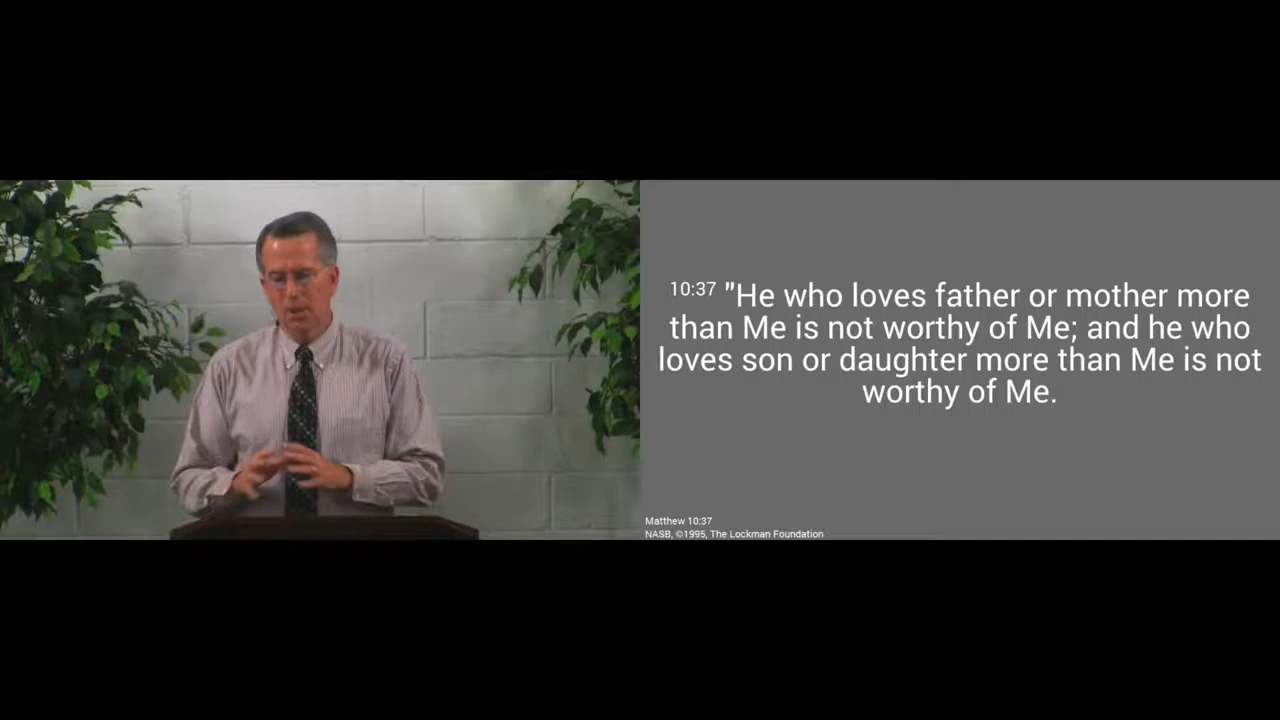 10:37 "He who loves father or mother more
than Me is not worthy of Me; and he who
loves son or daughter more than Me is not
worthy of Me.
Matthew 10:37
NASB, ©1995, The Lockman Foundation